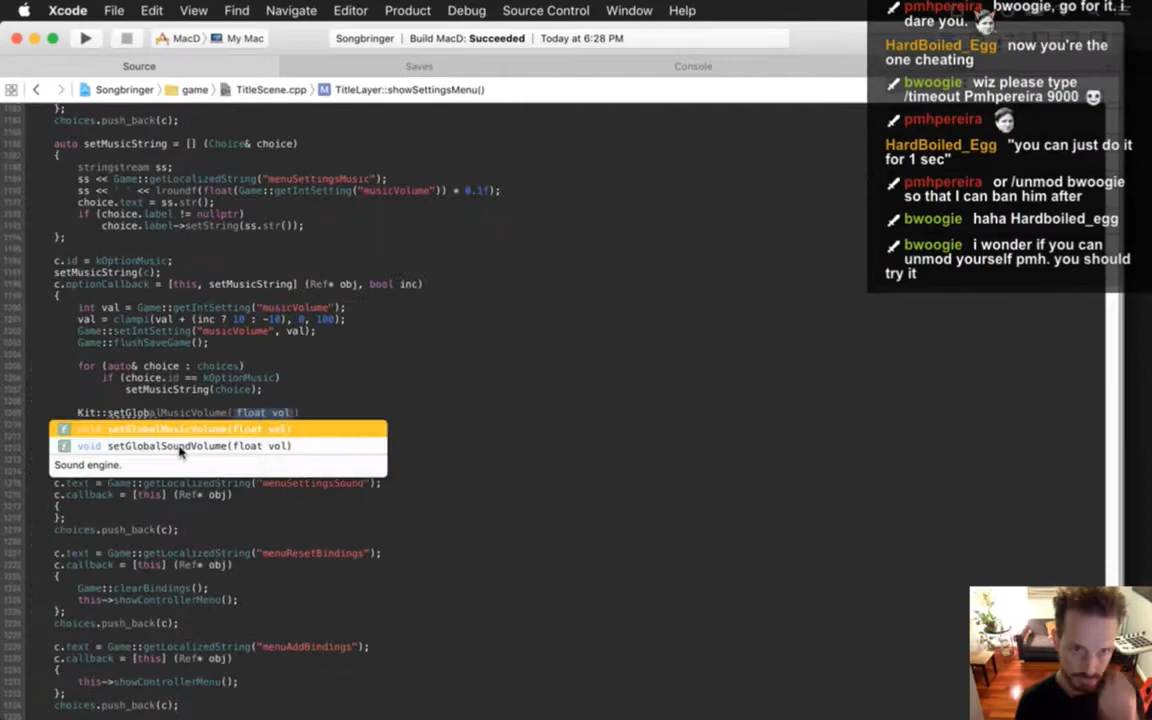 Xcode File Edit View Find Navigate Editor Product Debug Source Control Window Help
MacD My Mac
Songbringer Build MacD: Succeeded Today at 6:28 PM
Source Saves Console
Songbringer game TitleScene.cpp TitleLayer::showSettingsMenu()
};
choices.push_back(c);
auto setMusicString = [] (Choice& choice)
{
stringstream ss;
ss << Game::getLocalizedString("menuSettingsMusic");
ss << ' ' << lroundf(float(Game::getIntSetting("musicVolume")) * 0.1f);
choice.text = ss.str();
if (choice.label != nullptr)
choice.label->setString(ss.str());
};
c.id = kOptionMusic;
setMusicString(c);
c.optionCallback = [this, setMusicString] (Ref* obj, bool inc)
{
int val = Game::getIntSetting("musicVolume");
val = clampi(val + (inc ? 10 : -10), 0, 100);
Game::setIntSetting("musicVolume", val);
Game::flushSaveGame();
for (auto& choice : choices)
if (choice.id == kOptionMusic)
setMusicString(choice);
Kit::setGlobalMusicVolume(float vol)
void setGlobalMusicVolume(float vol)
void setGlobalSoundVolume(float vol)
Sound engine.
c.text = Game::getLocalizedString("menuSettingsSound");
c.callback = [this] (Ref* obj)
{
};
choices.push_back(c);
c.text = Game::getLocalizedString("menuResetBindings");
c.callback = [this] (Ref* obj)
{
Game::clearBindings();
this->showControllerMenu();
};
choices.push_back(c);
c.text = Game::getLocalizedString("menuAddBindings");
c.callback = [this] (Ref* obj)
{
this->showControllerMenu();
};
choices.push_back(c);
pmhpereira bwoogie, go for it. i
dare you.
HardBoiled_Egg now you're the
one cheating
bwoogie wiz please type
/timeout Pmhpereira 9000
pmhpereira
HardBoiled_Egg "you can just do it
for 1 sec"
pmhpereira or /unmod bwoogie
so that I can ban him after
bwoogie haha Hardboiled_egg
bwoogie i wonder if you can
unmod yourself pmh. you should
try it